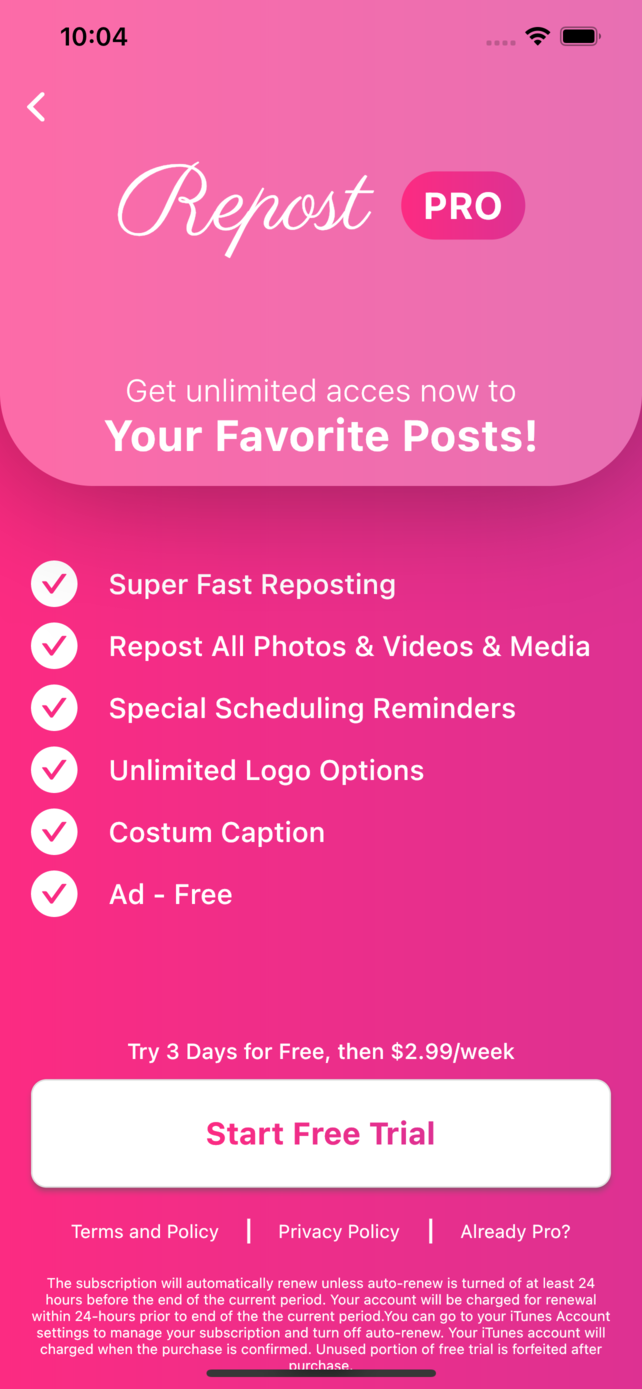 10:04
Repost PRO
Get unlimited acces now to
Your Favorite Posts!
Super Fast Reposting
Repost All Photos & Videos & Media
Special Scheduling Reminders
Unlimited Logo Options
Costum Caption
Ad - Free
Try 3 Days for Free, then $2.99/week
Start Free Trial
Terms and Policy | Privacy Policy | Already Pro?
The subscription will automatically renew unless auto-renew is turned of at least 24
hours before the end of the current period. Your account will be charged for renewal
within 24-hours prior to end of the the current period.You can go to your iTunes Account
settings to manage your subscription and turn off auto-renew. Your iTunes account will
charged when the purchase is confirmed. Unused portion of free trial is forfeited after
purchase.